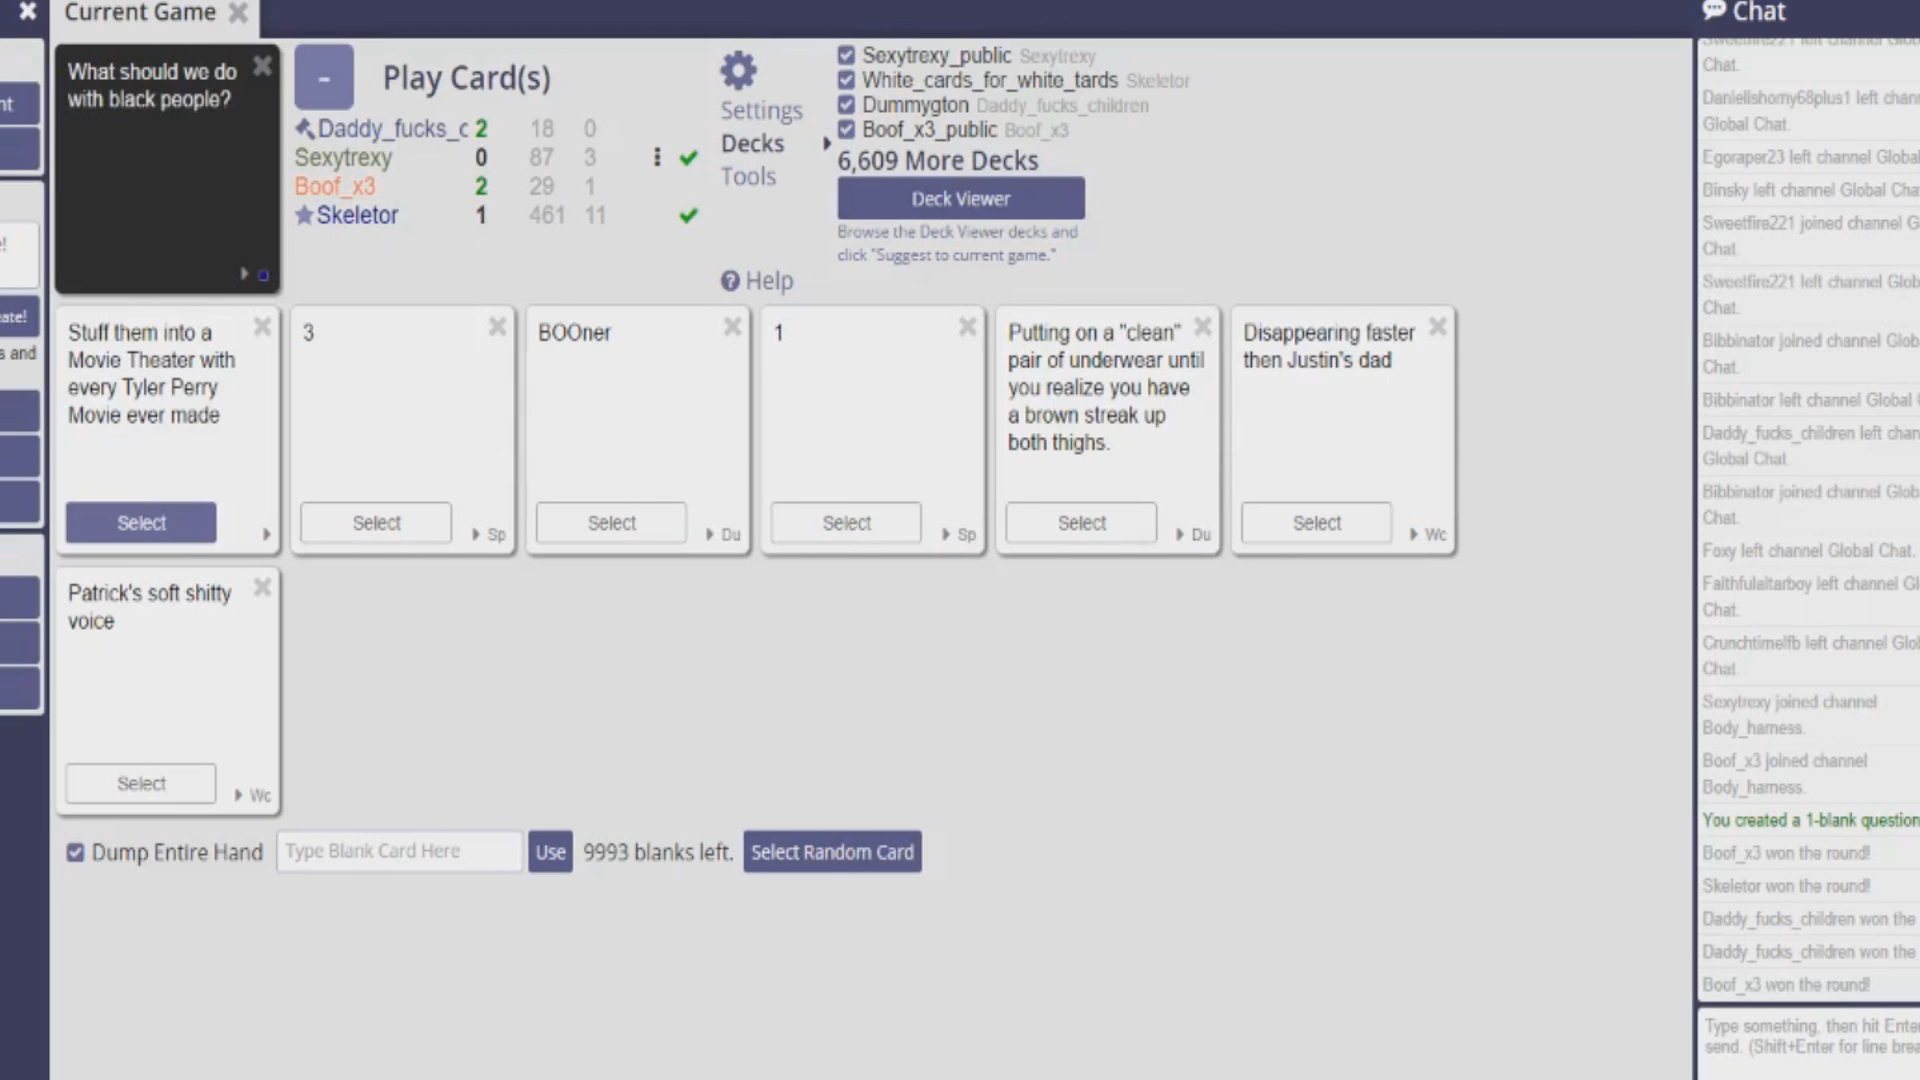 Current Game
Chat
What should we do
with black people?
-
Play Card(s)
Daddy_fucks_c 2 18 0
Sexytrexy 0 87 3
Boof_x3 2 29 1
Skeletor 1 461 11
Settings
Decks
Tools
Help
Sexytrexy_public Sexytrexy
White_cards_for_white_tards Skeletor
Dummygton Daddy_fucks_children
Boof_x3_public Boof_x3
6,609 More Decks
Deck Viewer
Browse the Deck Viewer decks and
click "Suggest to current game."
nt
e!
ate!
s and
Stuff them into a
Movie Theater with
every Tyler Perry
Movie ever made
Select
3
Select
Sp
BOOner
Select
Du
1
Select
Sp
Putting on a "clean"
pair of underwear until
you realize you have
a brown streak up
both thighs.
Select
Du
Disappearing faster
then Justin's dad
Select
Wc
Patrick's soft shitty
voice
Select
Wc
Dump Entire Hand
Type Blank Card Here
Use
9993 blanks left.
Select Random Card
Sweetfire221 left channel Global
Chat.
Daniellshorny68plus1 left chann
Global Chat.
Egoraper23 left channel Global
Binsky left channel Global Cha
Sweetfire221 joined channel G
Chat.
Sweetfire221 left channel Glob
Chat.
Bibbinator joined channel Glob
Chat.
Bibbinator left channel Global C
Daddy_fucks_children left chan
Global Chat.
Bibbinator joined channel Glob
Chat.
Foxy left channel Global Chat.
Faithfulaltarboy left channel Gl
Chat.
Crunchtimelfb left channel Glo
Chat.
Sexytrexy joined channel
Body_harness.
Boof_x3 joined channel
Body_harness.
You created a 1-blank question
Boof_x3 won the round!
Skeletor won the round!
Daddy_fucks_children won the
Daddy_fucks_children won the
Boof_x3 won the round!
Type something, then hit Ente
send. (Shift+Enter for line brea